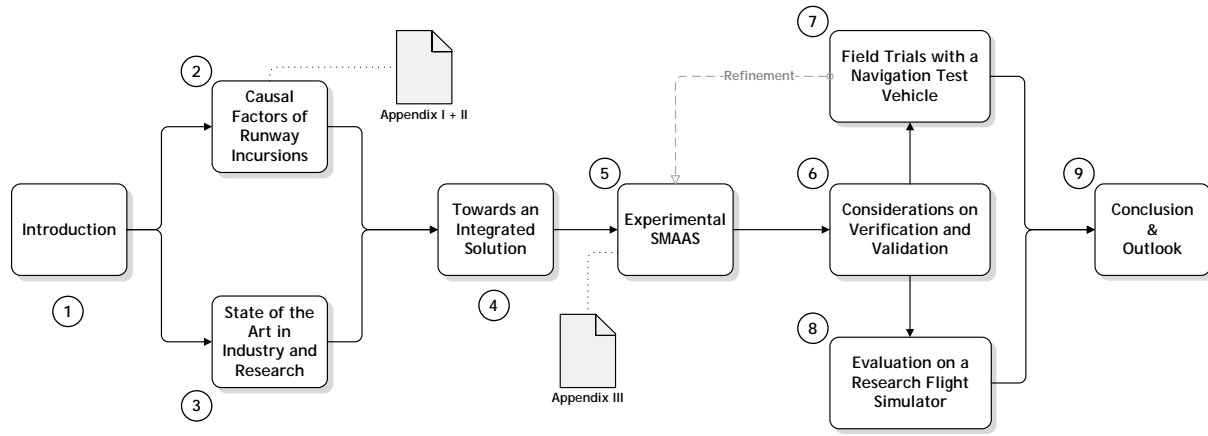 1
Introduction
2
Causal
Factors of
Runway
Incursions
Appendix I + II
3
State of the
Art in
Industry and
Research
4
Towards an
Integrated
Solution
5
Experimental
SMAAS
Appendix III
Refinement
6
Considerations on
Verification and
Validation
7
Field Trials with a
Navigation Test
Vehicle
8
Evaluation on a
Research Flight
Simulator
9
Conclusion
&
Outlook